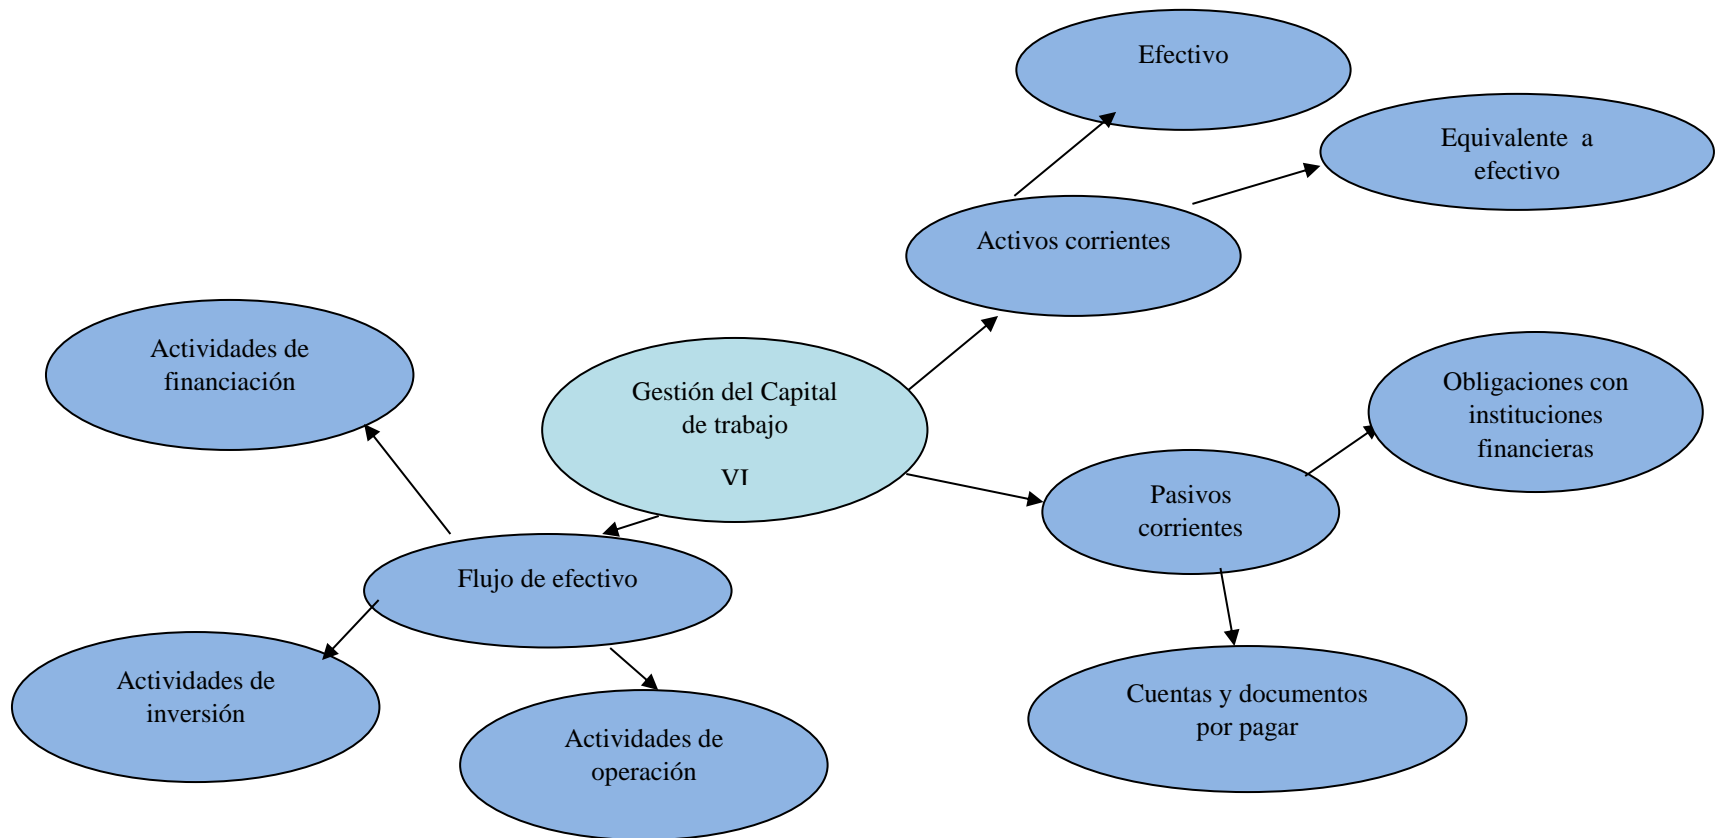 Efectivo
Equivalente a
efectivo
Activos corrientes
Actividades de
financiación
Gestión del Capital
de trabajo
VI
Obligaciones con
instituciones
financieras
Pasivos
corrientes
Flujo de efectivo
Actividades de
inversión
Actividades de
operación
Cuentas y documentos
por pagar